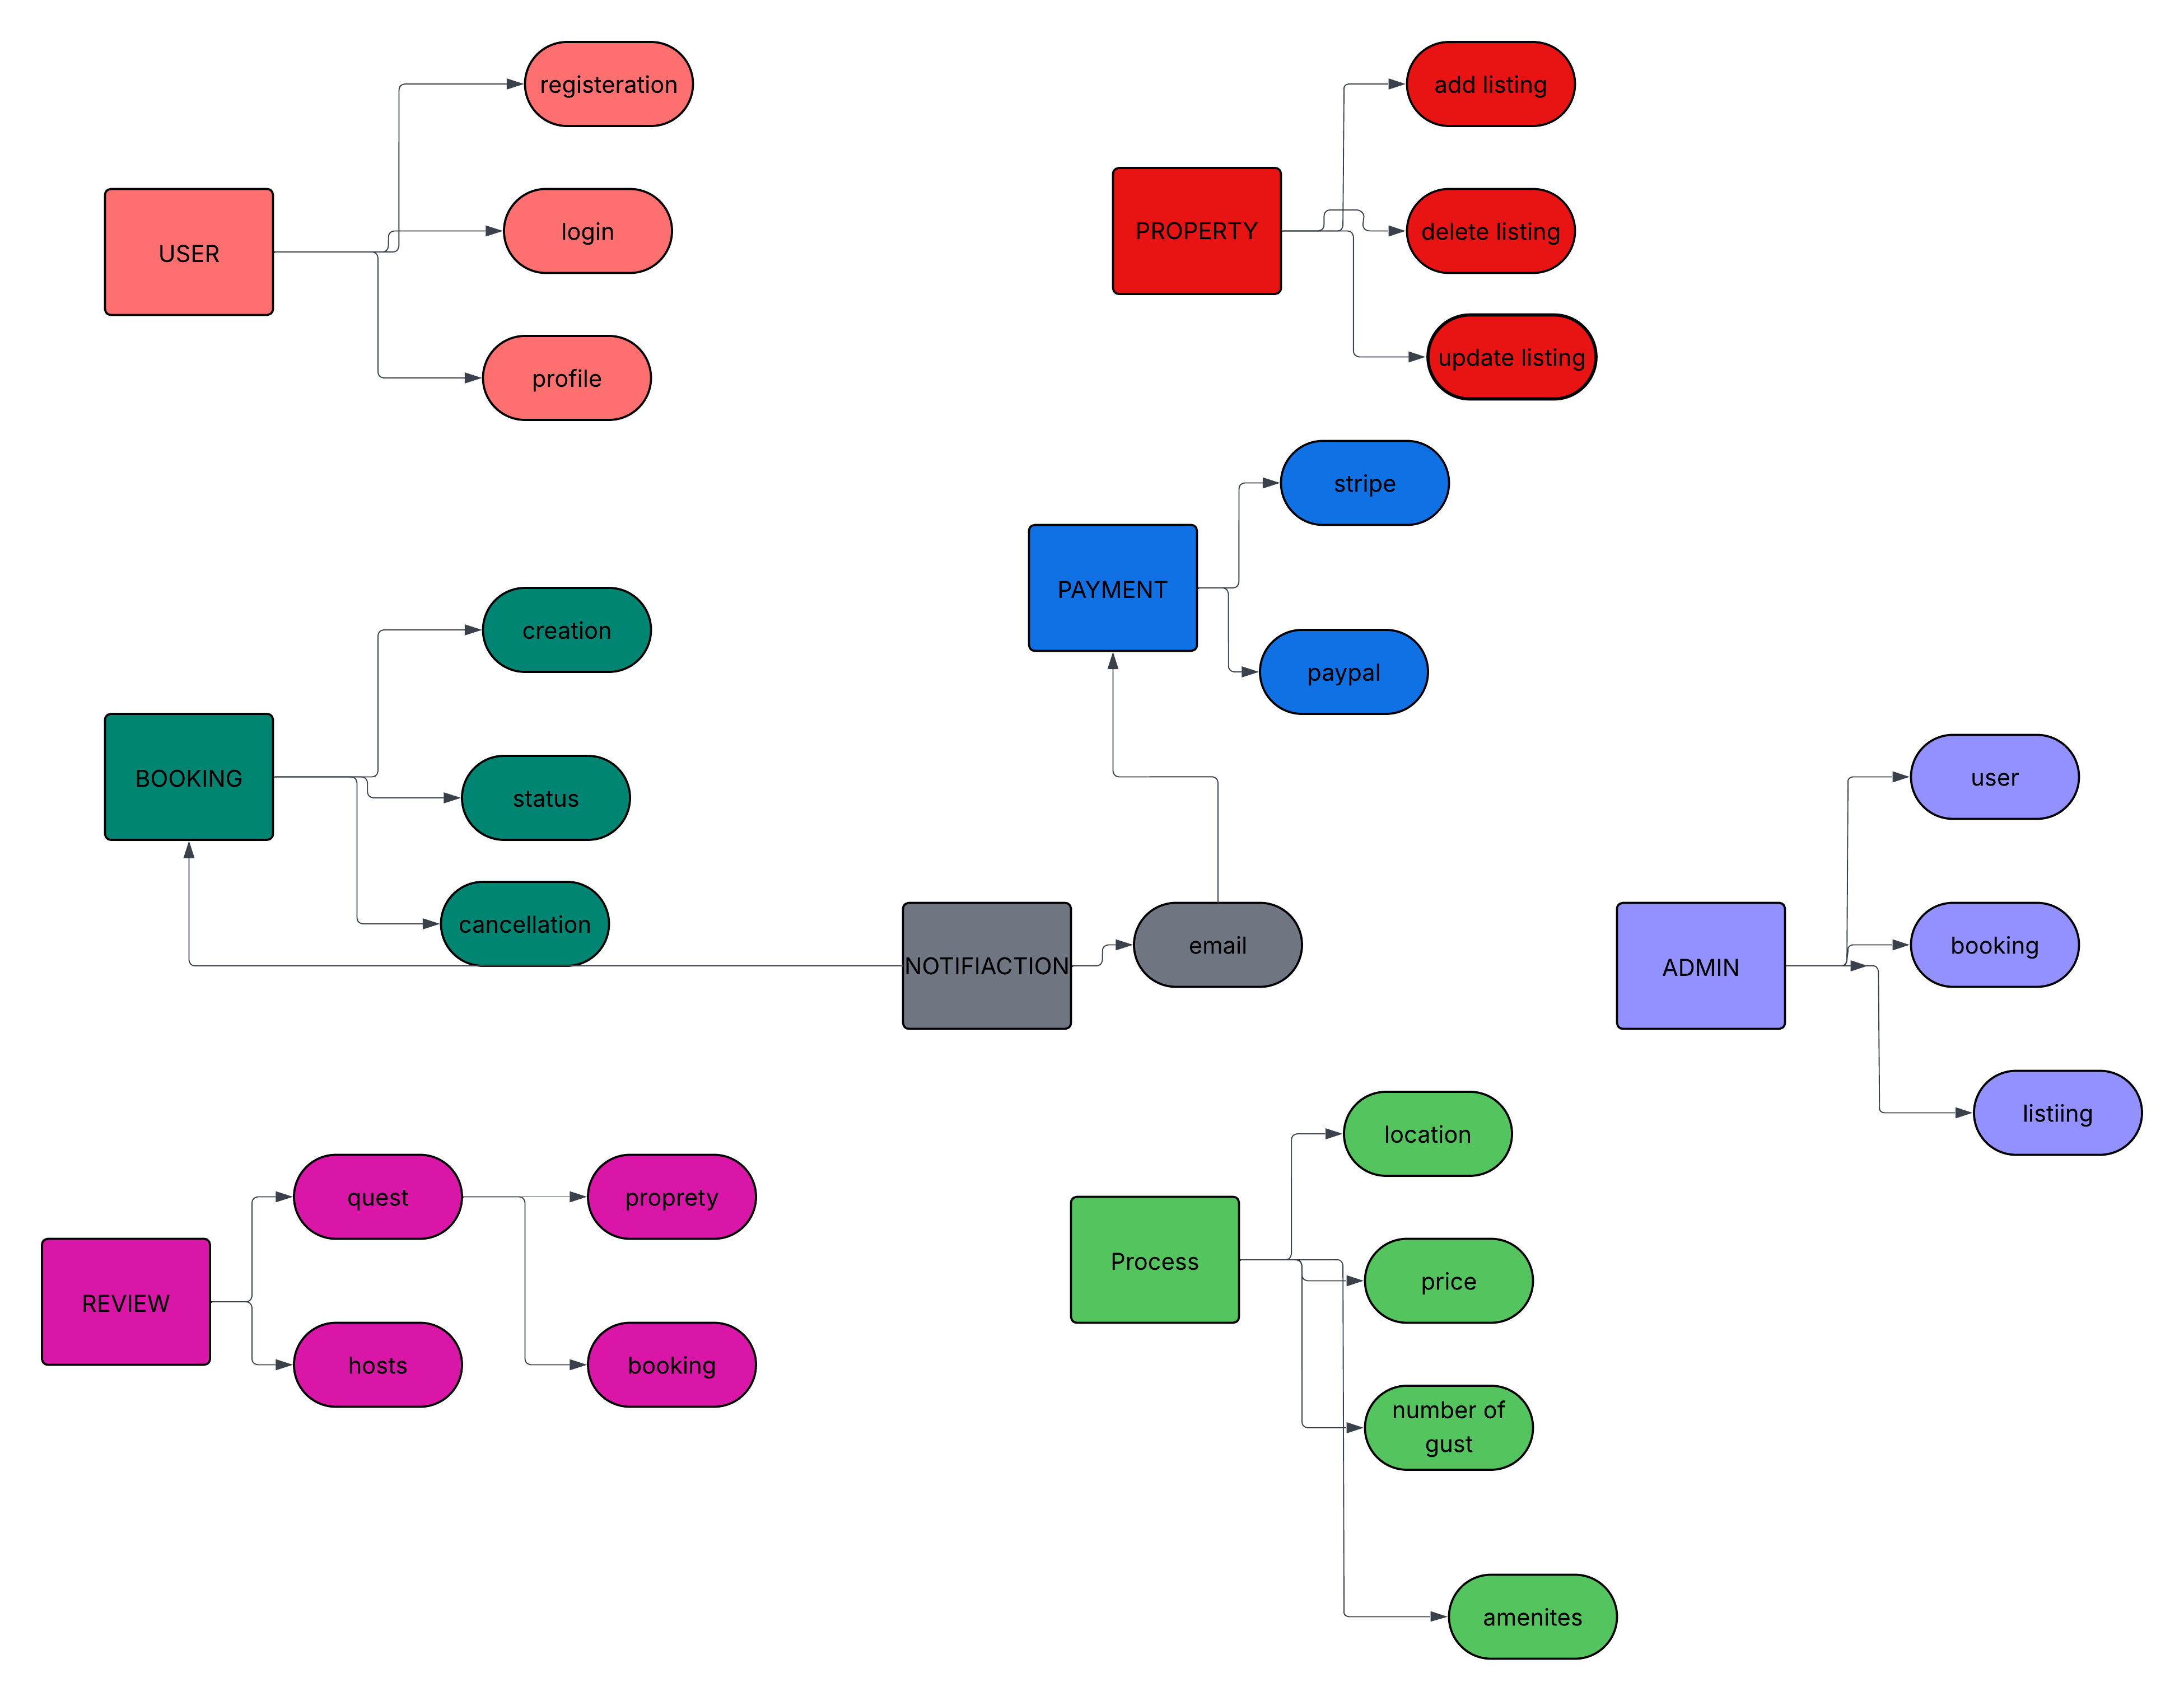 registeration
login
USER
profile
add listing
PROPERTY
delete listing
update listing
stripe
PAYMENT
paypal
creation
BOOKING
status
cancellation
NOTIFIACTION
email
user
ADMIN
booking
listiing
quest
proprety
REVIEW
hosts
booking
location
Process
price
number of
gust
amenites